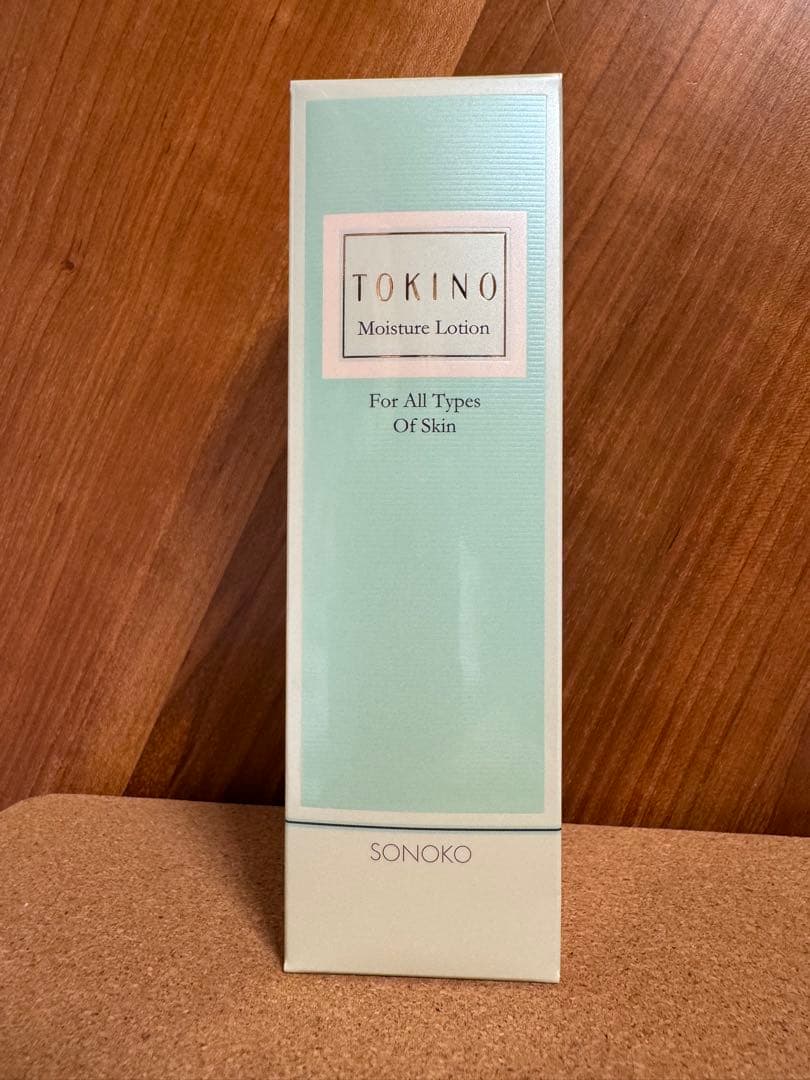 TOKINO
Moisture Lotion
For All Types
Of Skin
SONOKO